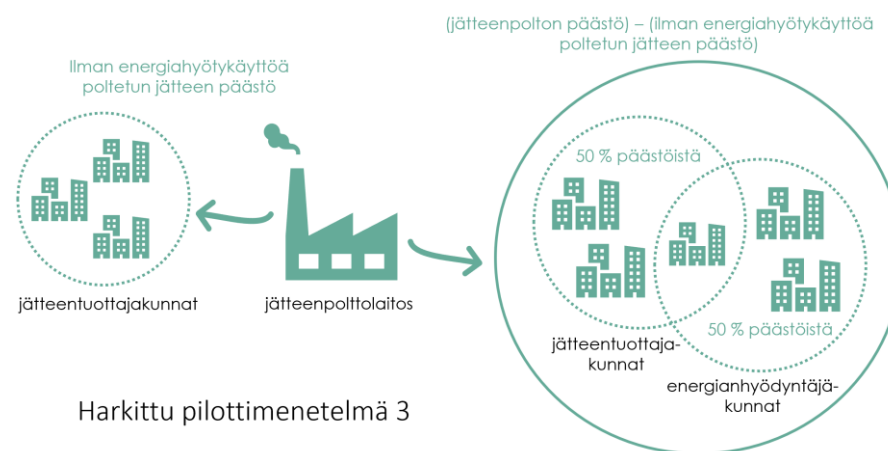 (jätteenpolton päästö) – (ilman energiahyötykäyttöä
poltetun jätteen päästö)
Ilman energiahyötykäyttöä
poltetun jätteen päästö
50 % päästöistä
jätteentuottajakunnat
jätteenpolttolaitos
50 % päästöistä
jätteentuottaja-
kunnat
energianhyödyntäjä-
kunnat
Harkittu pilottimenetelmä 3